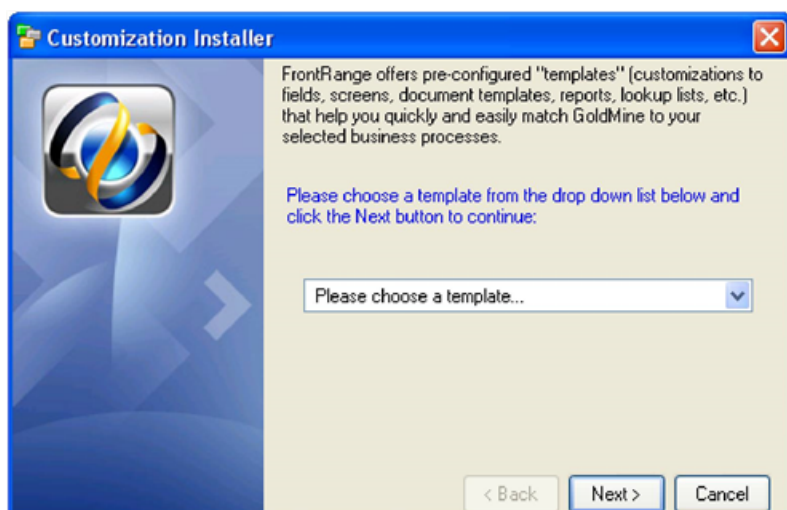 Customization Installer
FrontRange offers pre-configured "templates" (customizations to
fields, screens, document templates, reports, lookup lists, etc.)
that help you quickly and easily match GoldMine to your
selected business processes.
Please choose a template from the drop down list below and
click the Next button to continue:
Please choose a template...
< Back Next > Cancel